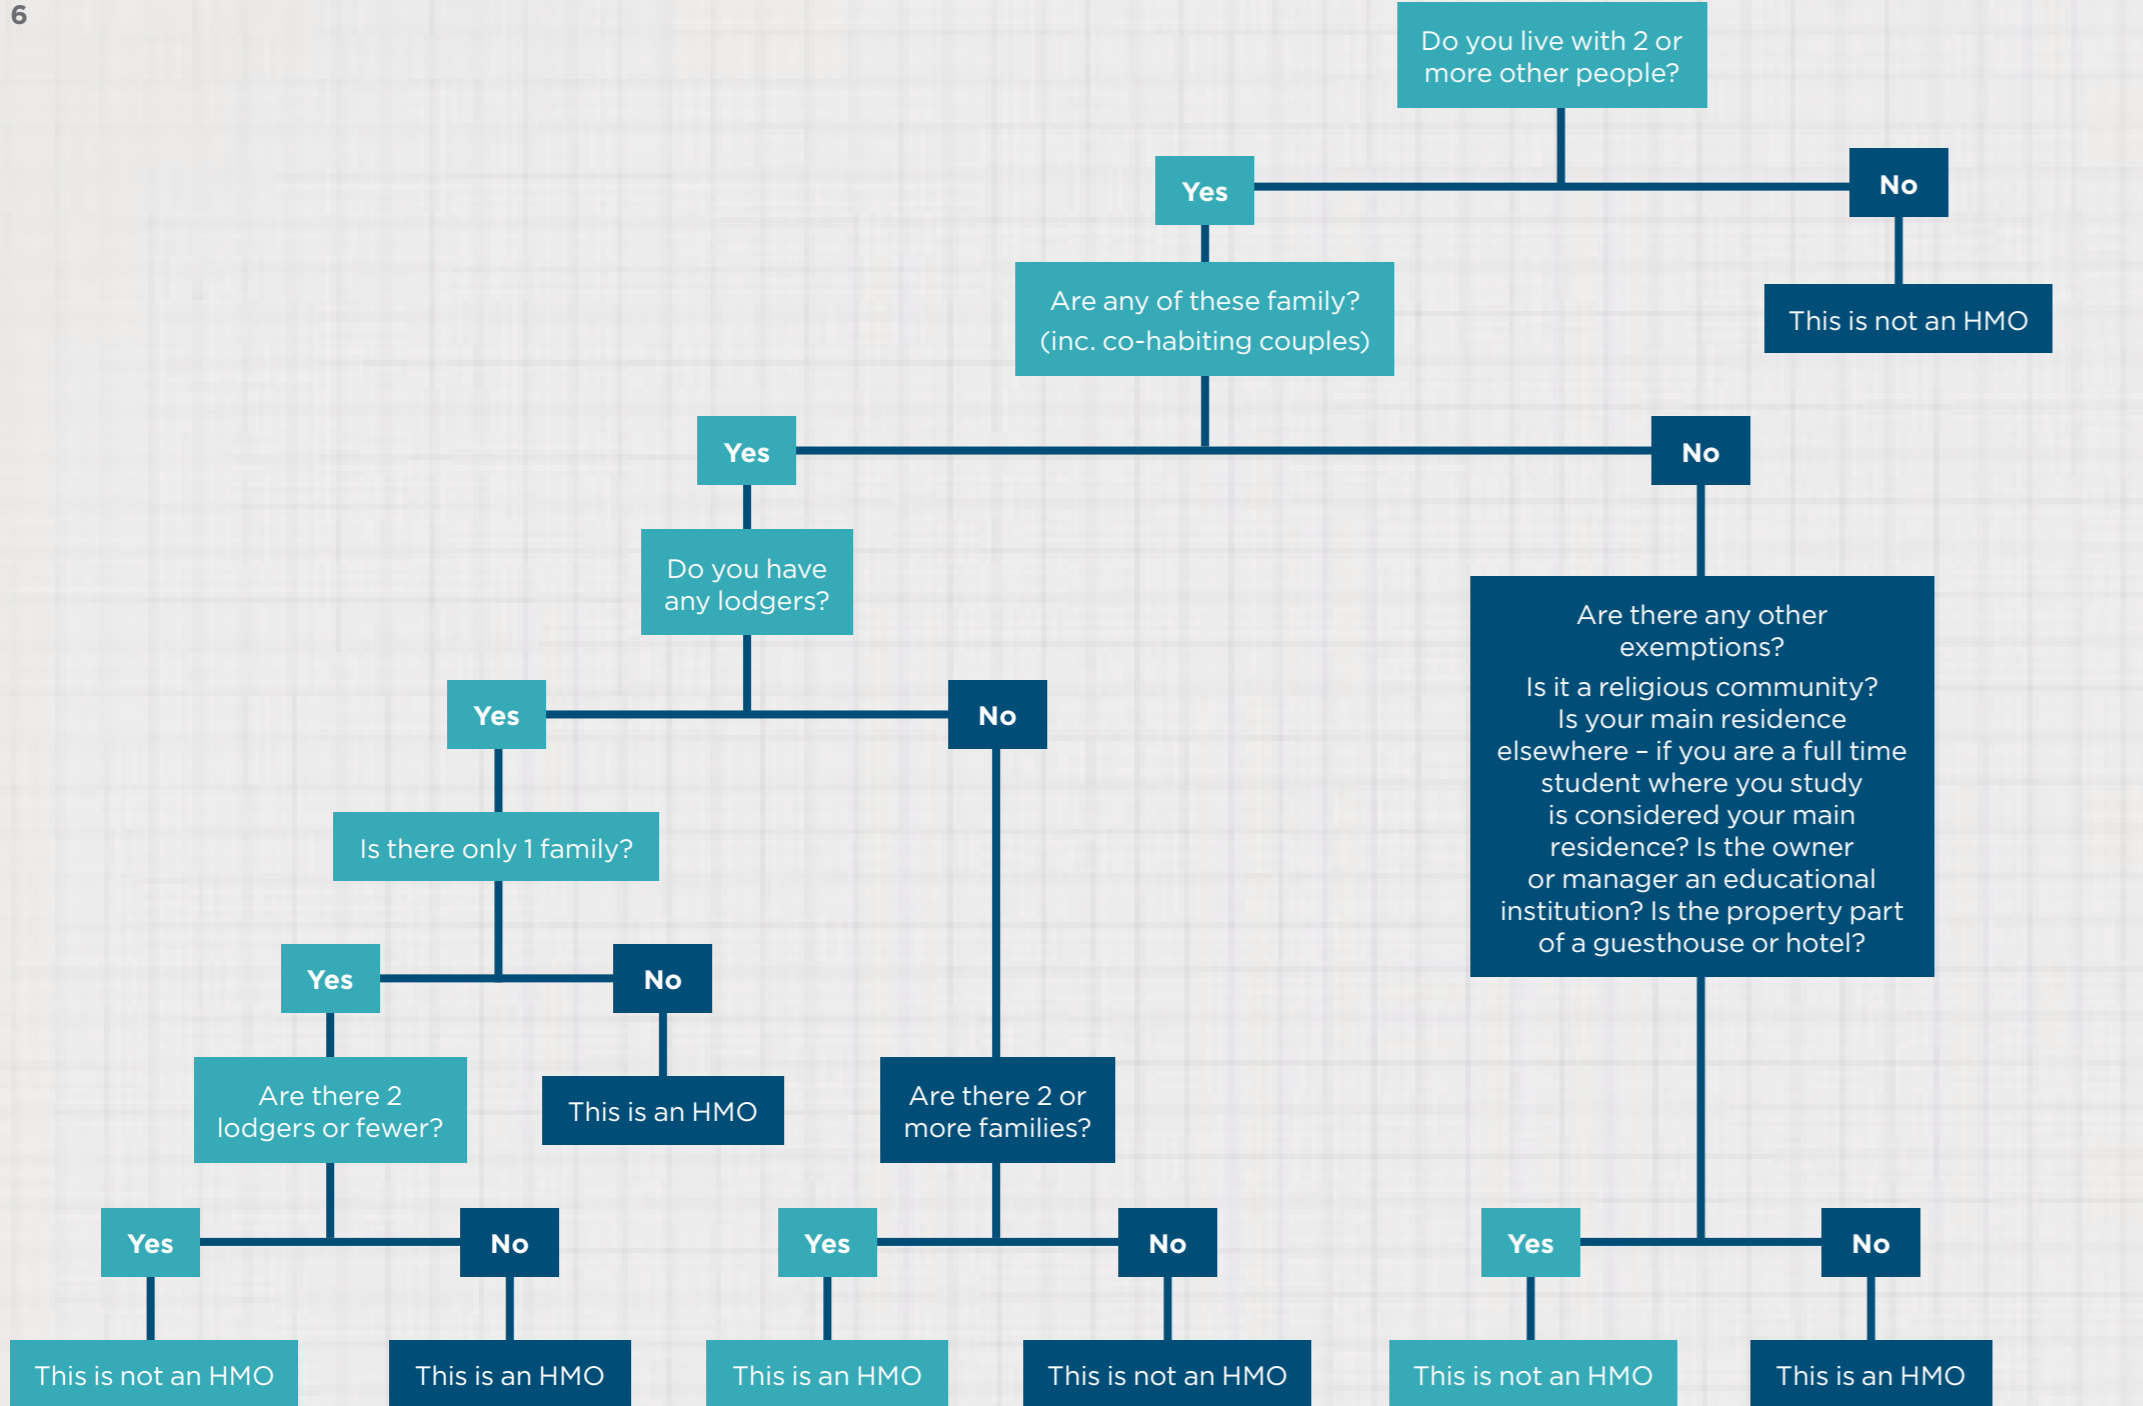 6
Do you live with 2 or
more other people?
Yes
No
Are any of these family?
(inc. co-habiting couples)
This is not an HMO
Yes
No
Do you have
any lodgers?
Are there any other
exemptions?
Is it a religious community?
Is your main residence
elsewhere – if you are a full time
student where you study
is considered your main
residence? Is the owner
or manager an educational
institution? Is the property part
of a guesthouse or hotel?
Yes
No
Is there only 1 family?
Yes
No
Are there 2
lodgers or fewer?
This is an HMO
Are there 2 or
more families?
Yes
No
Yes
No
Yes
No
This is not an HMO
This is an HMO
This is an HMO
This is not an HMO
This is not an HMO
This is an HMO